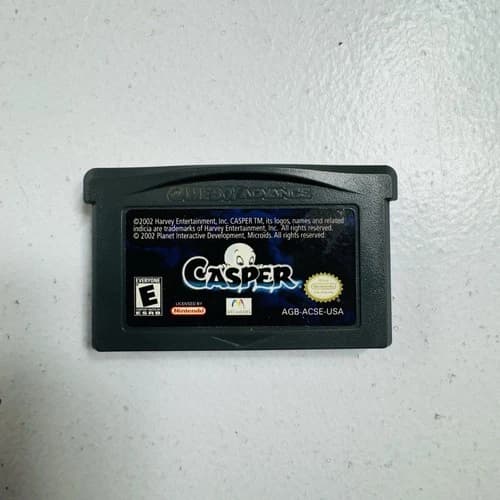 GAME BOY ADVANCE
©2002 Harvey Entertainment, Inc. CASPER TM, its logos, names and related
indicia are trademarks of Harvey Entertainment, Inc. All rights reserved.
© 2002 Planet Interactive Development, Microids. All rights reserved.
CASPER
EVERYONE
E
ESRB
LICENSED BY
Nintendo
AGB-ACSE-USA